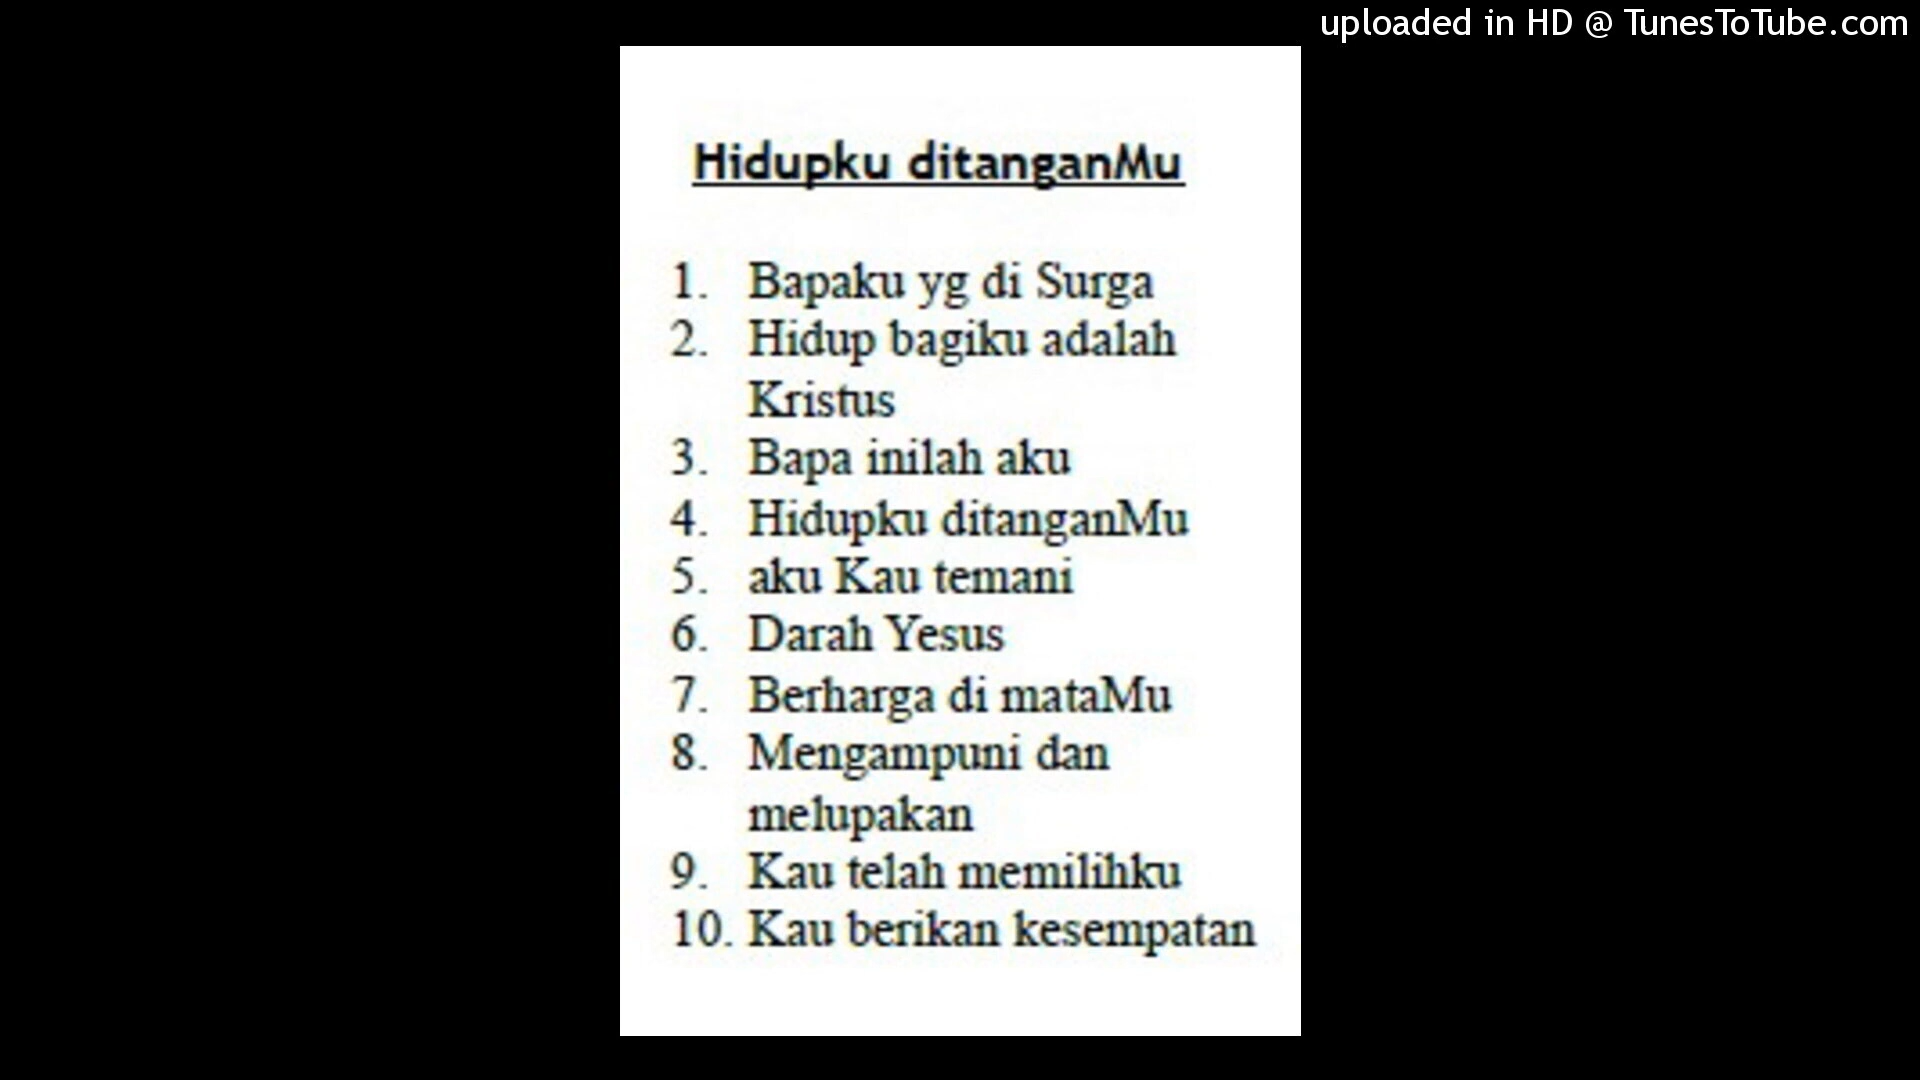 uploaded in HD @ TunesToTube.com
Hidupku ditanganMu
1. Bapaku yg di Surga
2. Hidup bagiku adalah
Kristus
3. Bapa inilah aku
4. Hidupku ditanganMu
5. aku Kau temani
6. Darah Yesus
7. Berharga di mataMu
8. Mengampuni dan
melupakan
9. Kau telah memilihku
10. Kau berikan kesempatan